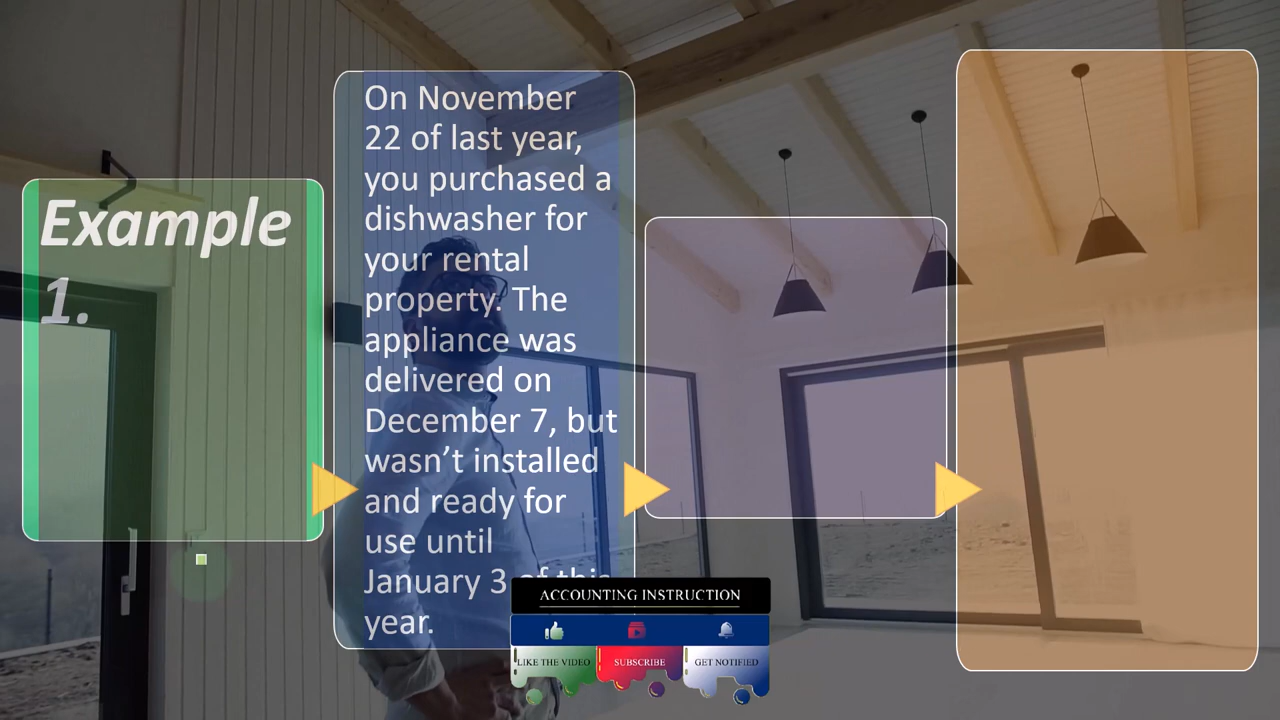 Example
1.
On November
22 of last year,
you purchased a
dishwasher for
your rental
property. The
appliance was
delivered on
December 7, but
wasn’t installed
and ready for
use until
January 3 of this
year.
ACCOUNTING INSTRUCTION
LIKE THE VIDEO
SUBSCRIBE
GET NOTIFIED